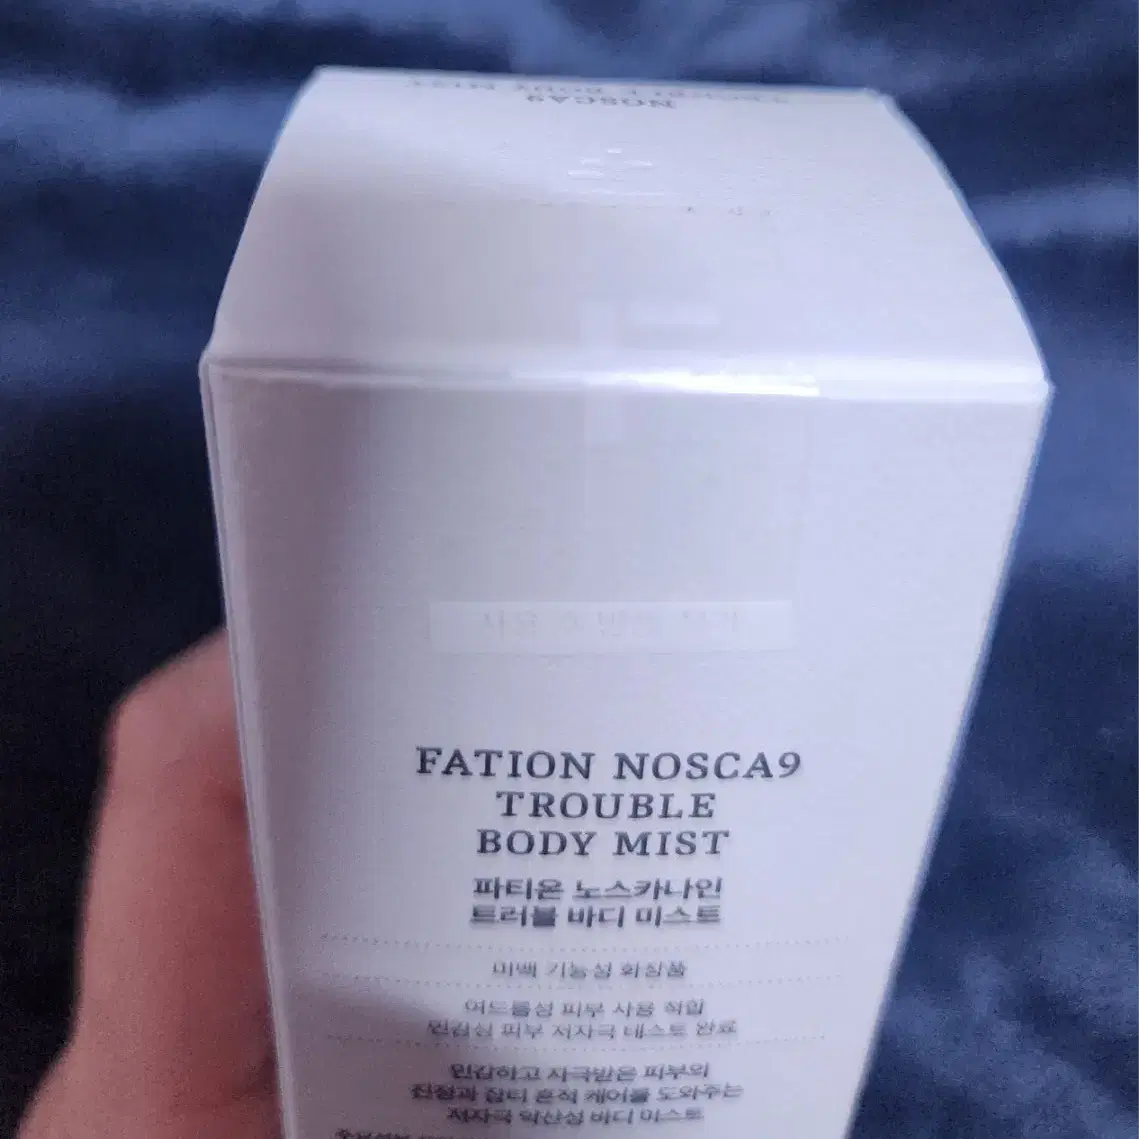 NOSCA9
TROUBLE BODY MIST
FATION NOSCA9
TROUBLE
BODY MIST
파티온 노스카나인
트러블 바디 미스트
미백 기능성 화장품
여드름성 피부 사용 적합
민감성 피부 저자극 테스트 완료
민감하고 자극받은 피부의
진정과 잡티 흔적 케어를 도와주는
저자극 약산성 바디 미스트